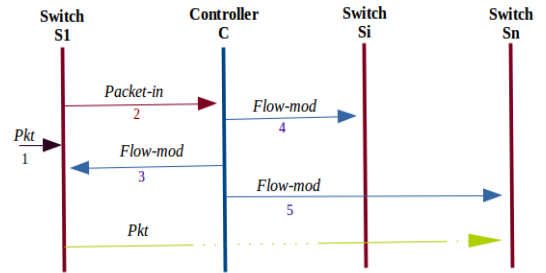 Switch
S1
Controller
C
Switch
Si
Switch
Sn
Packet-in
2
Flow-mod
4
Pkt
1
Flow-mod
3
Flow-mod
5
Pkt